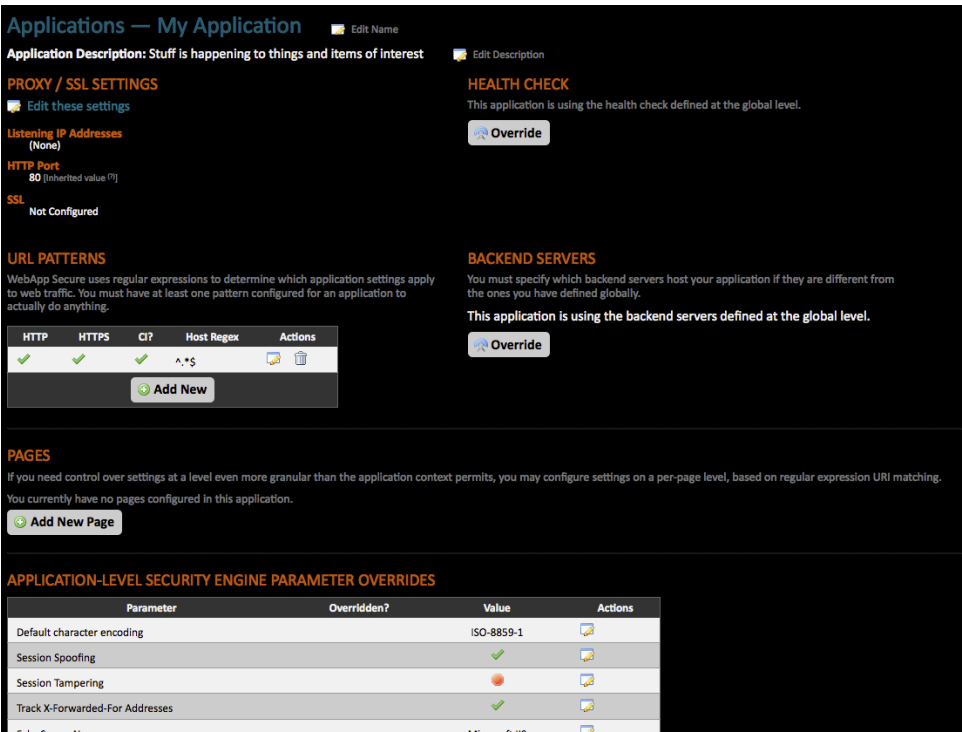 Applications — My Application Edit Name
Application Description: Stuff is happening to things and items of interest Edit Description
PROXY / SSL SETTINGS
Edit these settings
Listening IP Addresses
(None)
HTTP Port
80 [Inherited value (?)]
SSL
Not Configured
HEALTH CHECK
This application is using the health check defined at the global level.
Override
URL PATTERNS
WebApp Secure uses regular expressions to determine which application settings apply
to web traffic. You must have at least one pattern configured for an application to
actually do anything.
HTTP HTTPS CI? Host Regex Actions
^.*$
Add New
BACKEND SERVERS
You must specify which backend servers host your application if they are different from
the ones you have defined globally.
This application is using the backend servers defined at the global level.
Override
PAGES
If you need control over settings at a level even more granular than the application context permits, you may configure settings on a per-page level, based on regular expression URI matching.
You currently have no pages configured in this application.
Add New Page
APPLICATION-LEVEL SECURITY ENGINE PARAMETER OVERRIDES
Parameter Overridden? Value Actions
Default character encoding ISO-8859-1
Session Spoofing
Session Tampering
Track X-Forwarded-For Addresses